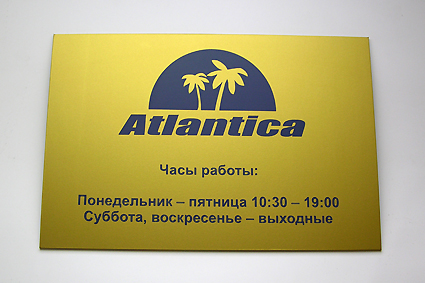 Atlantica
Часы работы:
Понедельник – пятница 10:30 – 19:00
Суббота, воскресенье – выходные